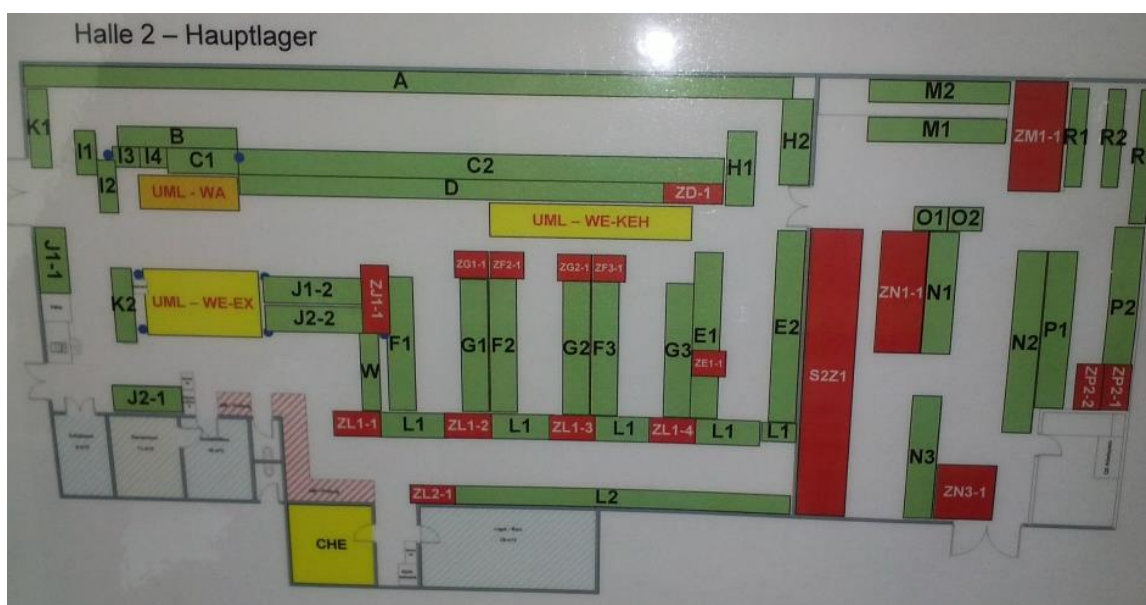 Halle 2 – Hauptlager
A
M2
K1
M1
ZM1-1
R1
R2
R
H2
H1
I1
B
I3
I4
C1
C2
I2
UML - WA
D
ZD-1
UML – WE-KEH
O1
O2
J1-1
K2
UML – WE-EX
J1-2
J2-2
ZJ1-1
F1
ZG1-1
ZF2-1
ZG2-1
ZF3-1
G1
F2
G2
F3
G3
E1
ZE1-1
E2
S2Z1
ZN1-1
N1
N2
P1
P2
W
J2-1
ZP2-2
ZP2-1
ZL1-1
L1
ZL1-2
L1
ZL1-3
L1
ZL1-4
L1
L1
N3
ZN3-1
ZL2-1
L2
CHE